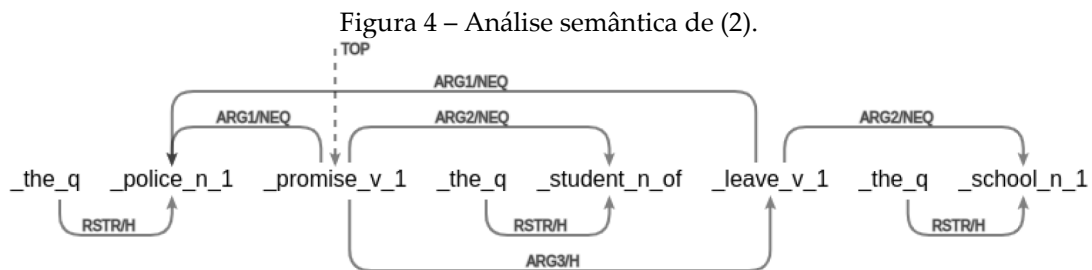 Figura 4 – Análise semântica de (2).
TOP
ARG1/NEQ
ARG1/NEQ ARG2/NEQ ARG2/NEQ
_the_q _police_n_1 _promise_v_1 _the_q _student_n_of _leave_v_1 _the_q _school_n_1
RSTR/H RSTR/H RSTR/H
ARG3/H